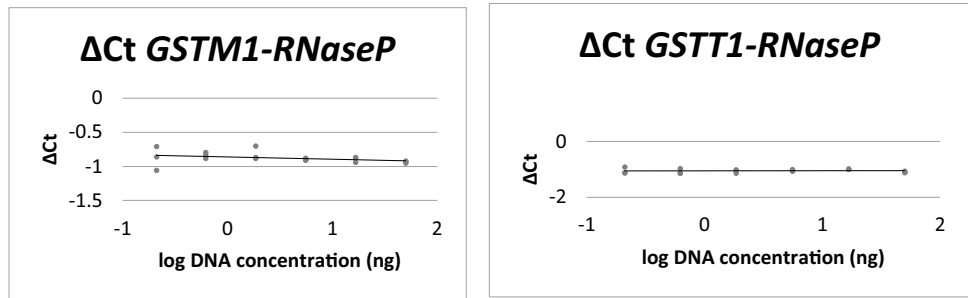 ΔCt GSTM1-RNaseP
0
-0.5
-1
-1.5
ΔCt
-1 0 1 2
log DNA concentration (ng)
ΔCt GSTT1-RNaseP
0
-2
ΔCt
-1 0 1 2
log DNA concentration (ng)